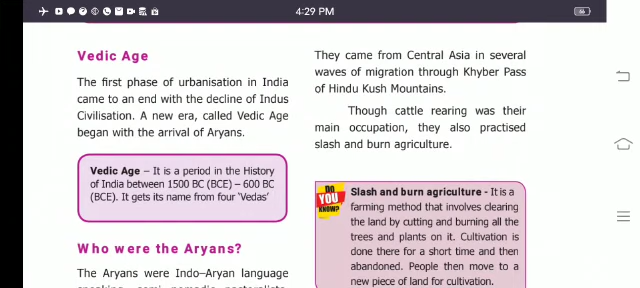 4:29 PM
Vedic Age
The first phase of urbanisation in India
came to an end with the decline of Indus
Civilisation. A new era, called Vedic Age
began with the arrival of Aryans.
Vedic Age – It is a period in the History
of India between 1500 BC (BCE) – 600 BC
(BCE). It gets its name from four ‘Vedas’
Who were the Aryans?
The Aryans were Indo–Aryan language
They came from Central Asia in several
waves of migration through Khyber Pass
of Hindu Kush Mountains.
Though cattle rearing was their
main occupation, they also practised
slash and burn agriculture.
DO
YOU
KNOW?
Slash and burn agriculture - It is a
farming method that involves clearing
the land by cutting and burning all the
trees and plants on it. Cultivation is
done there for a short time and then
abandoned. People then move to a
new piece of land for cultivation.